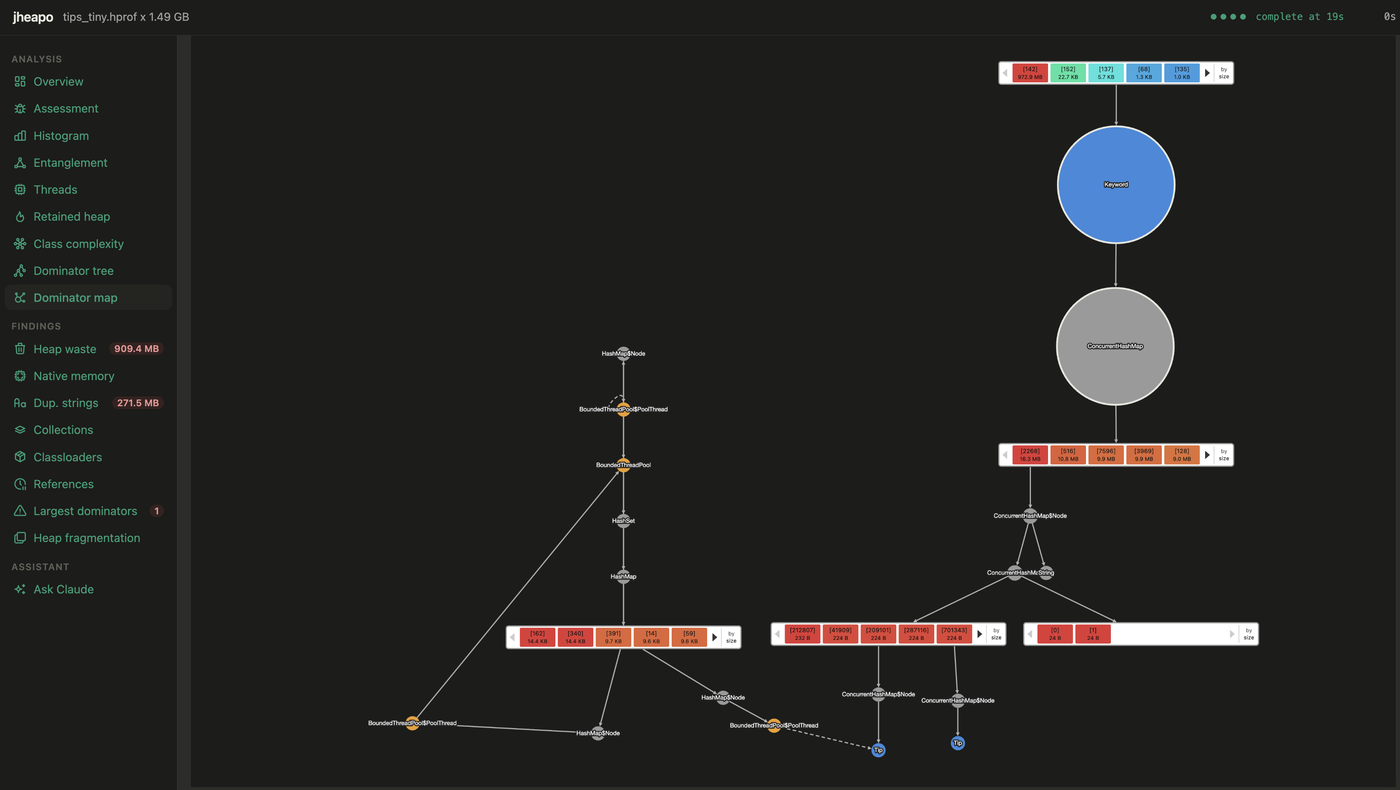 jheapo tips_tiny.hprof x 1.49 GB
complete at 19s 0s
ANALYSIS
Overview
Assessment
Histogram
Entanglement
Threads
Retained heap
Class complexity
Dominator tree
Dominator map
FINDINGS
Heap waste 909.4 MB
Native memory
Dup. strings 271.5 MB
Collections
Classloaders
References
Largest dominators 1
Heap fragmentation
ASSISTANT
Ask Claude
[142] [152] [137] [68] [135] by
972.9 MB 22.7 KB 5.7 KB 1.3 KB 1.0 KB size
Keyword
ConcurrentHashMap
HashMap$Node
BoundedThreadPool$PoolThread
[2268] [516] [7596] [3969] [128] by
16.3 MB 10.8 MB 9.9 MB 9.9 MB 9.0 MB size
BoundedThreadPool
ConcurrentHashMap$Node
HashSet
String
HashMap
[162] [340] [391] [14] [59] by
14.4 KB 14.4 KB 9.7 KB 9.6 KB 9.6 KB size
[212807] [41909] [209101] [287116] [701343] by
232 B 224 B 224 B 224 B 224 B size
[0] [1] by
24 B 24 B size
HashMap$Node
ConcurrentHashMap$Node
ConcurrentHashMap$Node
BoundedThreadPool$PoolThread
BoundedThreadPool$PoolThread
HashMap$Node
Tip
Tip